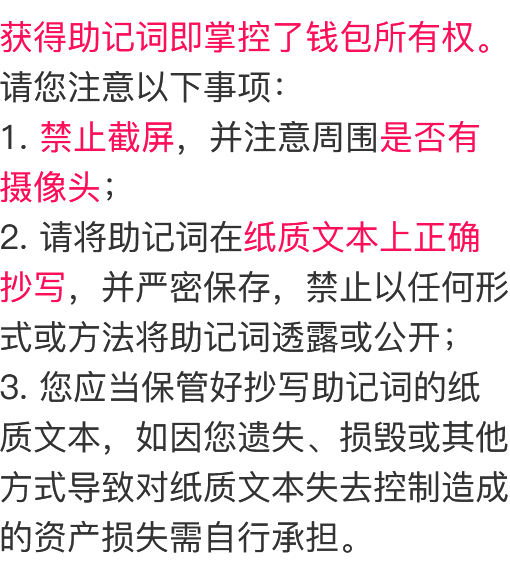 获得助记词即掌控了钱包所有权。
请您注意以下事项：
1. 禁止截屏，并注意周围是否有
摄像头；
2. 请将助记词在纸质文本上正确
抄写，并严密保存，禁止以任何形
式或方法将助记词透露或公开；
3. 您应当保管好抄写助记词的纸
质文本，如因您遗失、损毁或其他
方式导致对纸质文本失去控制造成
的资产损失需自行承担。